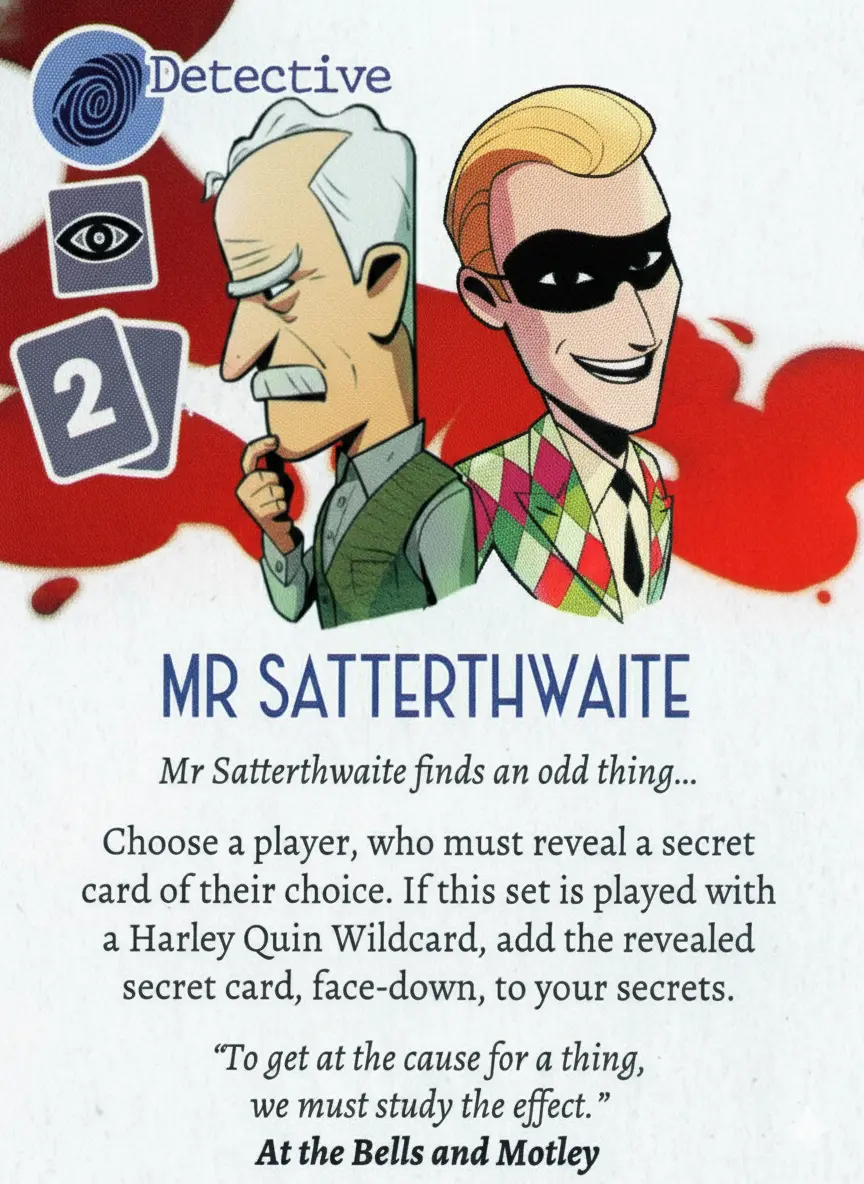 Detective
2
MR SATTERTHWAITE
Mr Satterthwaite finds an odd thing...
Choose a player, who must reveal a secret
card of their choice. If this set is played with
a Harley Quin Wildcard, add the revealed
secret card, face-down, to your secrets.
“To get at the cause for a thing,
we must study the effect.”
At the Bells and Motley